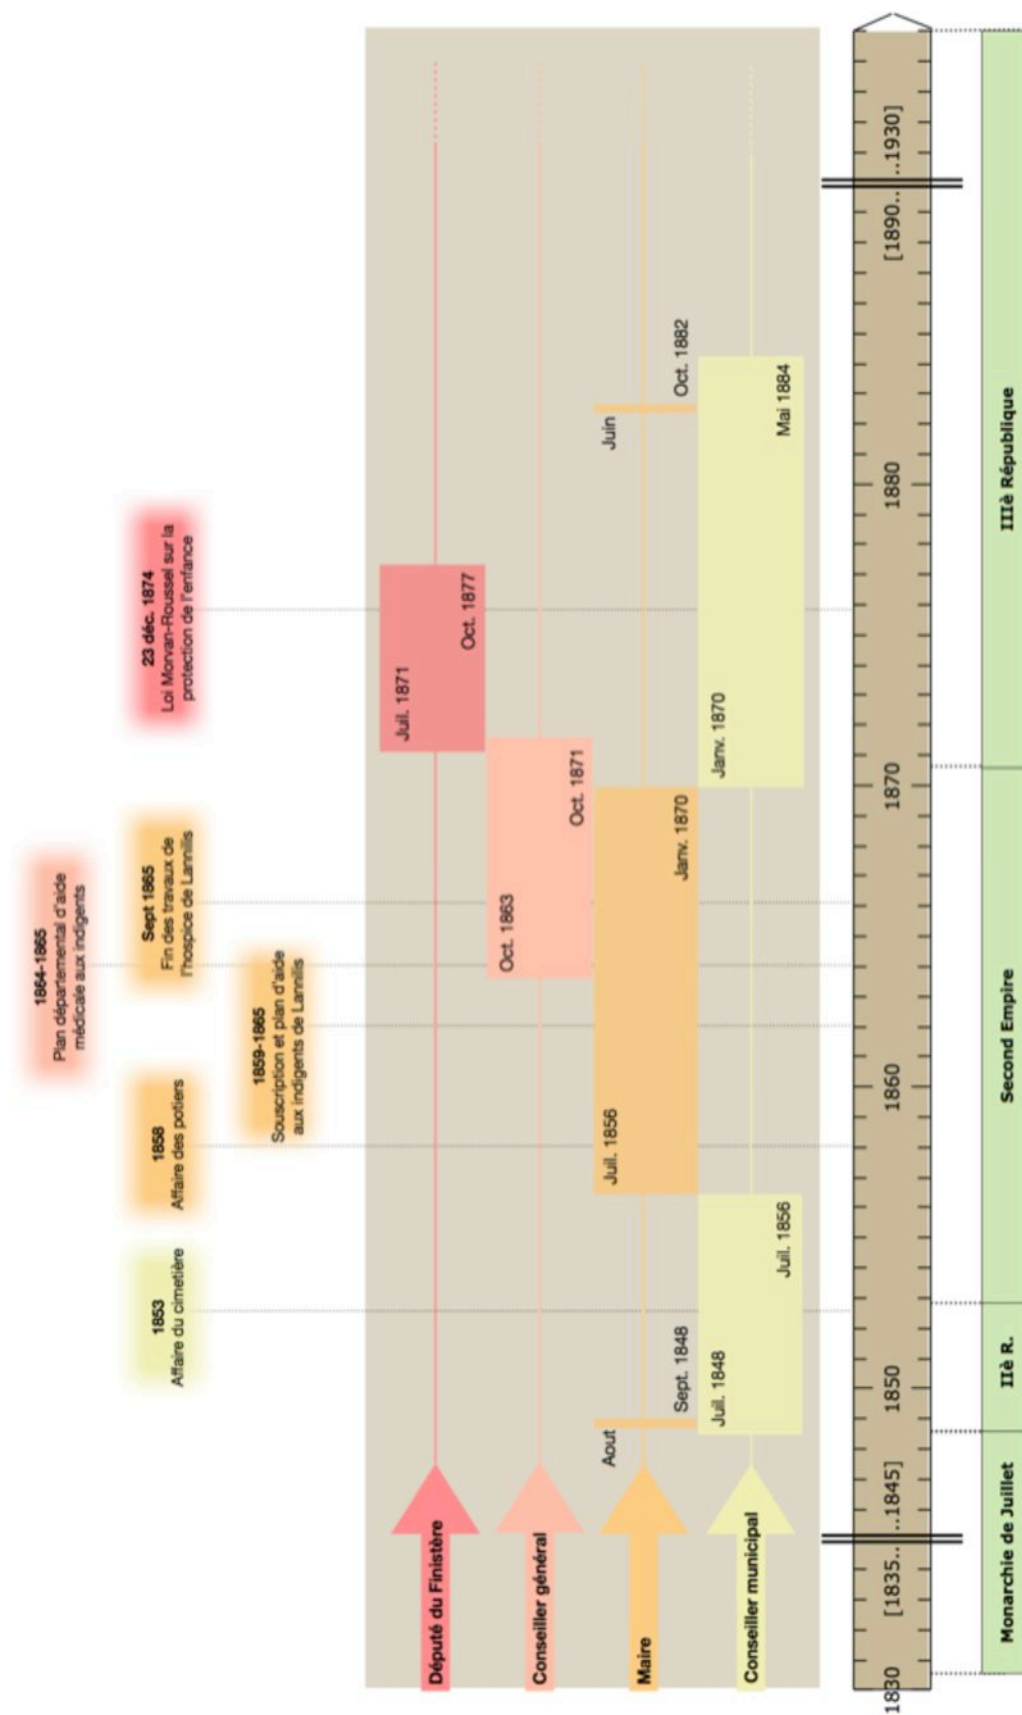 1864-1865
Plan départemental d'aide
médicale aux indigents
1853
Affaire du cimetière
1858
Affaire des potiers
Sept 1865
Fin des travaux de
l'hospice de Lannilis
23 déc. 1874
Loi Morvan-Roussel sur la
protection de l'enfance
1859-1865
Souscription et plan d'aide
aux indigents de Lannilis
Député du Finistère
Juil. 1871
Oct. 1877
Conseiller général
Oct. 1863
Oct. 1871
Maire
Aout
Sept. 1848
Juil. 1856
Janv. 1870
Juin
Oct. 1882
Conseiller municipal
Juil. 1848
Juil. 1856
Janv. 1870
Mai 1884
1830
[1835..
..1845]
1850
1860
1870
1880
[1890..
..1930]
Monarchie de Juillet
IIè R.
Second Empire
IIIè République